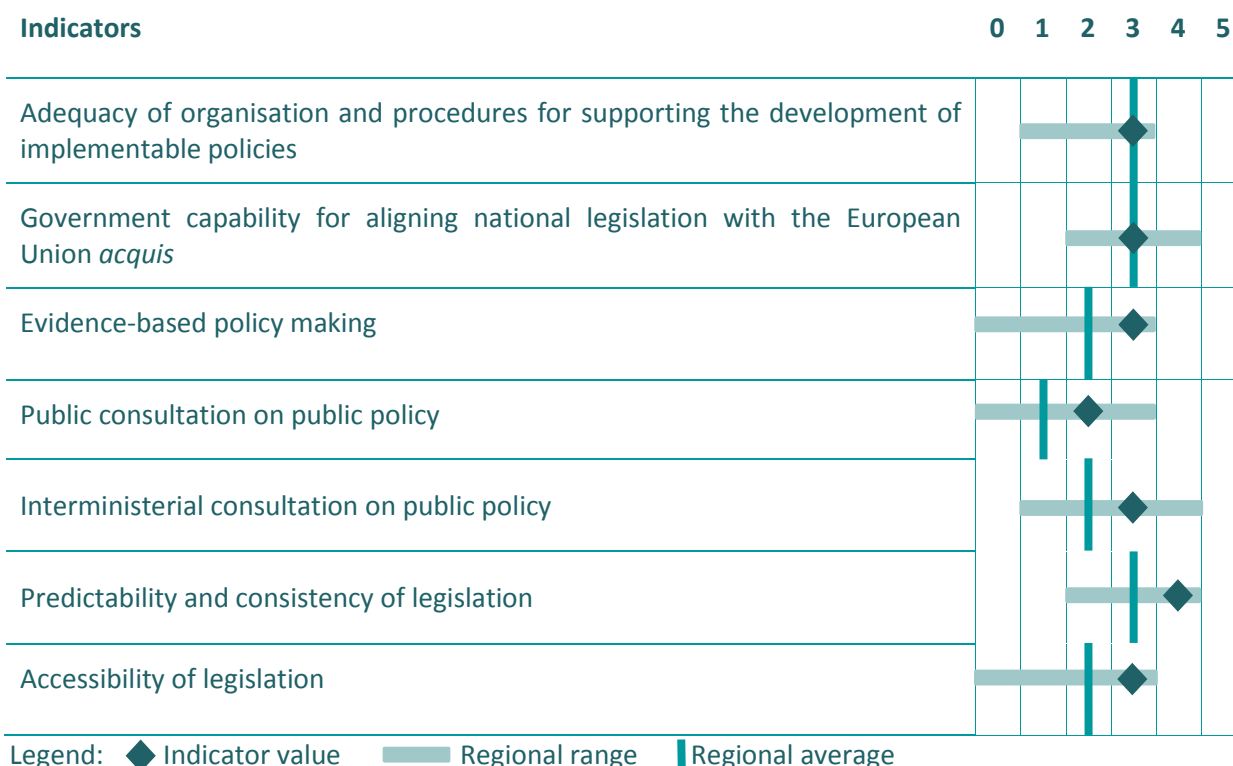 Indicators 0 1 2 3 4 5
Adequacy of organisation and procedures for supporting the development of
implementable policies
Government capability for aligning national legislation with the European
Union acquis
Evidence-based policy making
Public consultation on public policy
Interministerial consultation on public policy
Predictability and consistency of legislation
Accessibility of legislation
Legend: Indicator value Regional range Regional average